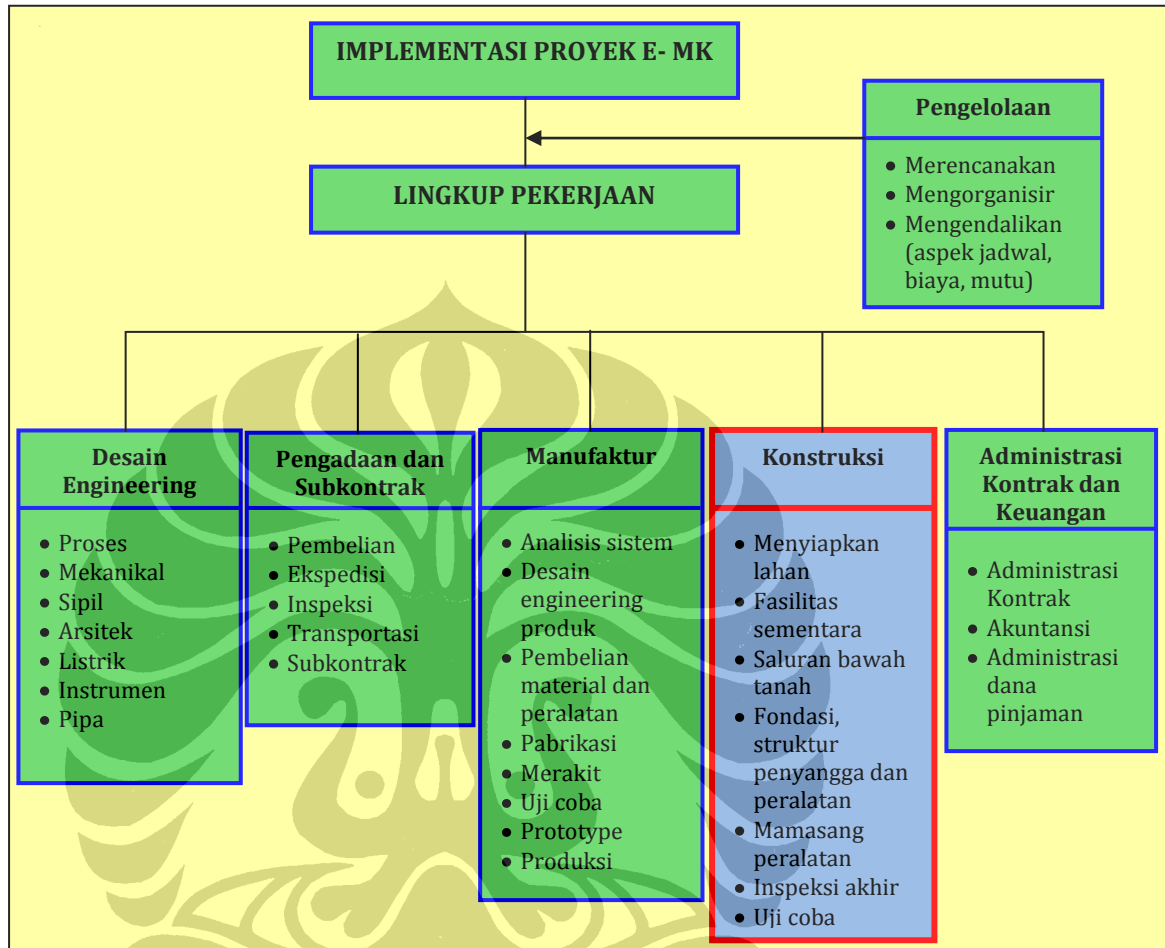 IMPLEMENTASI PROYEK E- MK
Pengelolaan
• Merencanakan
• Mengorganisir
• Mengendalikan
(aspek jadwal,
biaya, mutu)
LINGKUP PEKERJAAN
Desain
Engineering
• Proses
• Mekanikal
• Sipil
• Arsitek
• Listrik
• Instrumen
• Pipa
Pengadaan dan
Subkontrak
• Pembelian
• Ekspedisi
• Inspeksi
• Transportasi
• Subkontrak
Manufaktur
• Analisis sistem
• Desain
engineering
produk
• Pembelian
material dan
peralatan
• Pabrikasi
• Merakit
• Uji coba
• Prototype
• Produksi
Konstruksi
• Menyiapkan
lahan
• Fasilitas
sementara
• Saluran bawah
tanah
• Fondasi,
struktur
penyangga dan
peralatan
• Mamasang
peralatan
• Inspeksi akhir
• Uji coba
Administrasi
Kontrak dan
Keuangan
• Administrasi
Kontrak
• Akuntansi
• Administrasi
dana
pinjaman